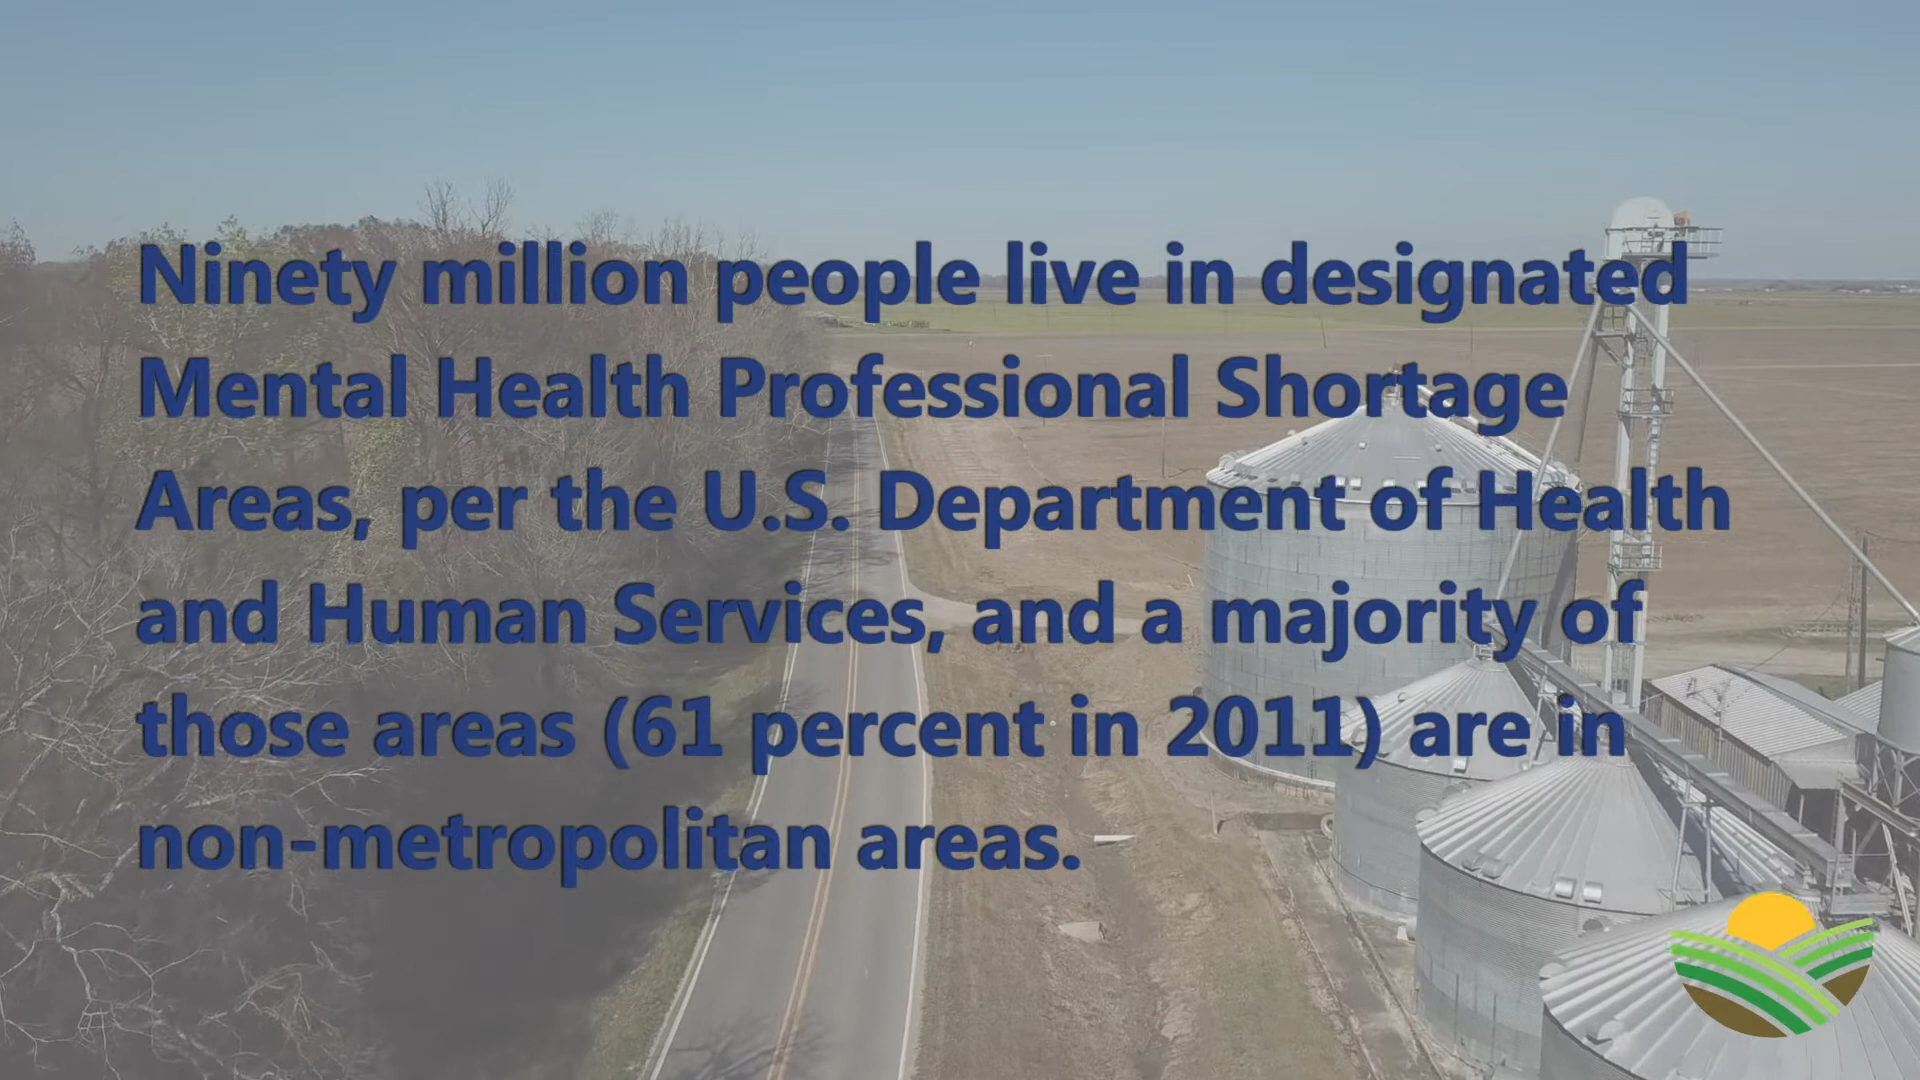 Ninety million people live in designated
Mental Health Professional Shortage
Areas, per the U.S. Department of Health
and Human Services, and a majority of
those areas (61 percent in 2011) are in
non-metropolitan areas.